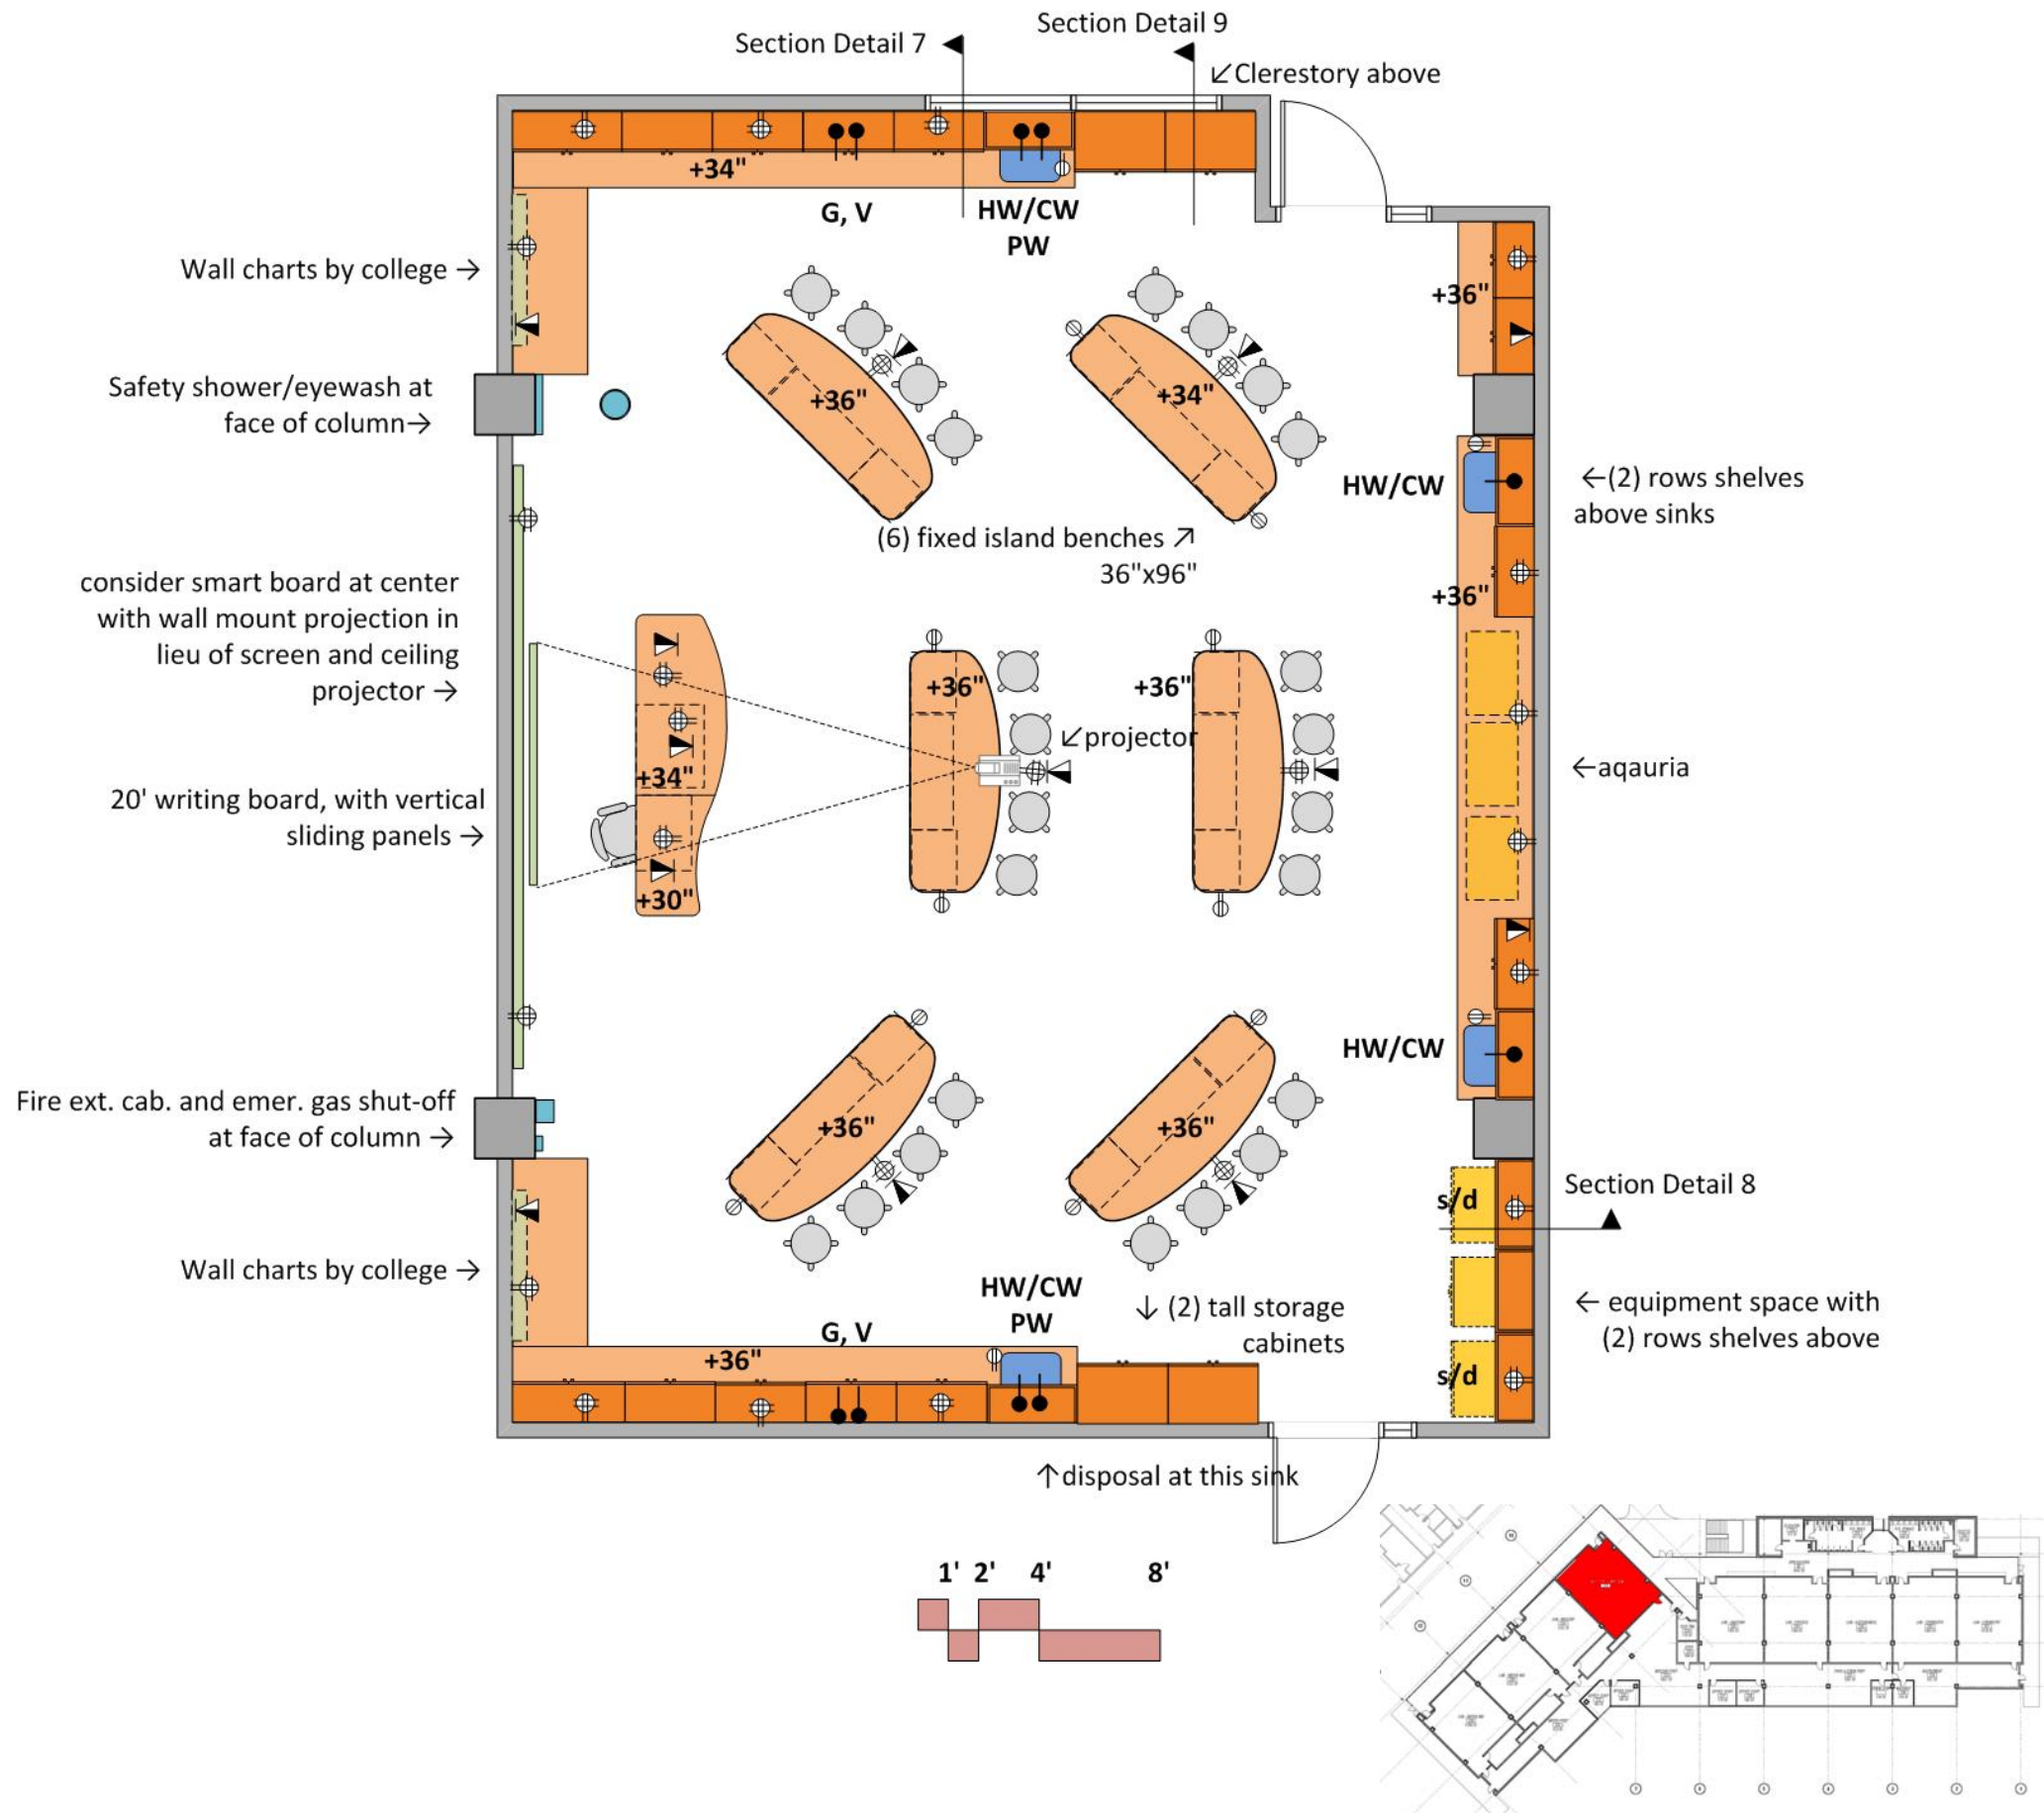 Section Detail 9
Section Detail 7
↙Clerestory above
+34"
G, V
HW/CW
PW
Wall charts by college →
+36"
Safety shower/eyewash at
face of column→
+36"
+34"
HW/CW
←(2) rows shelves
above sinks
(6) fixed island benches ↗
36"x96"
consider smart board at center
with wall mount projection in
lieu of screen and ceiling
projector →
+36"
+36"
+36"
↙projector
+34"
←aqauria
20' writing board, with vertical
sliding panels →
+30"
HW/CW
Fire ext. cab. and emer. gas shut-off
at face of column →
+36"
+36"
s/d
Section Detail 8
Wall charts by college →
HW/CW
PW
G, V
↓ (2) tall storage
cabinets
← equipment space with
(2) rows shelves above
+36"
s/d
↑disposal at this sink
1' 2' 4' 8'